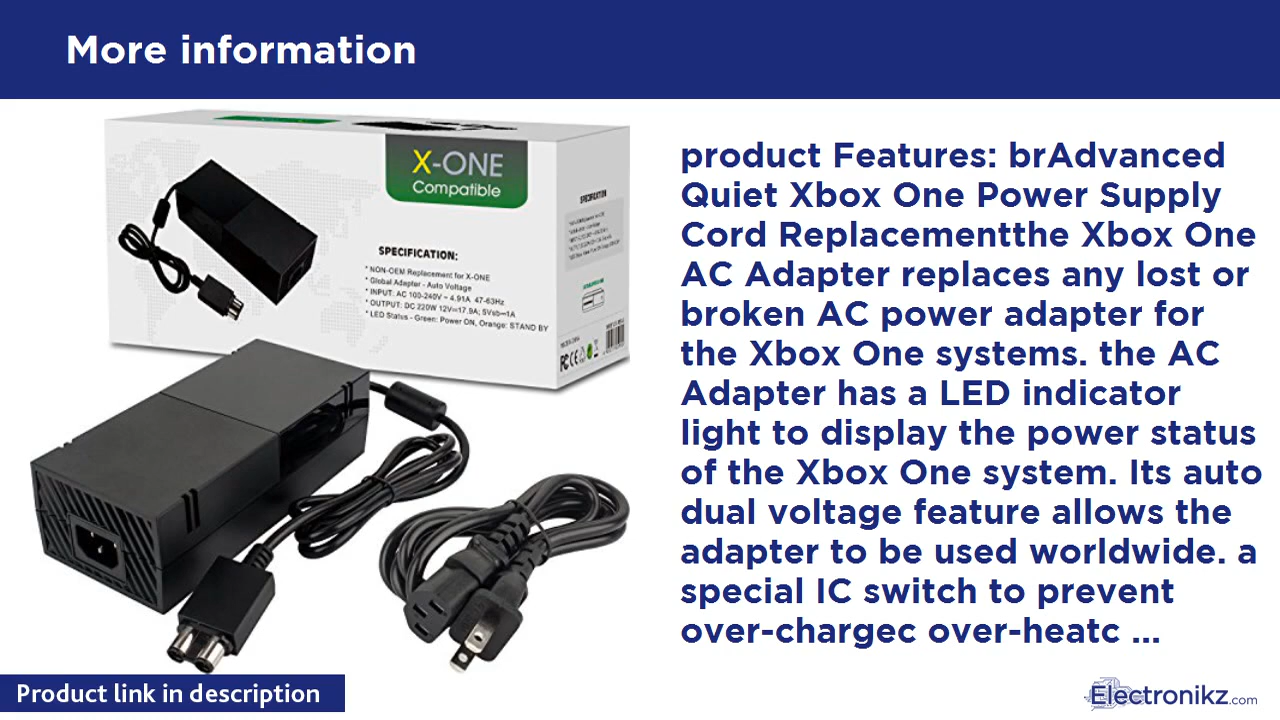 More information
X-ONE
Compatible
SPECIFICATION:
* NON-OEM Replacement for X-ONE
* Global Adapter - Auto Voltage
* INPUT: AC 100-240V ~ 4.91A 47-63Hz
* OUTPUT: DC 220W 12V⎓17.9A; 5Vsb⎓1A
* LED Status - Green: Power ON, Orange: STAND BY
SPECIFICATION
product Features: brAdvanced
Quiet Xbox One Power Supply
Cord Replacementthe Xbox One
AC Adapter replaces any lost or
broken AC power adapter for
the Xbox One systems. the AC
Adapter has a LED indicator
light to display the power status
of the Xbox One system. Its auto
dual voltage feature allows the
adapter to be used worldwide. a
special IC switch to prevent
over-chargec over-heatc ...
Product link in description
Electronikz.com